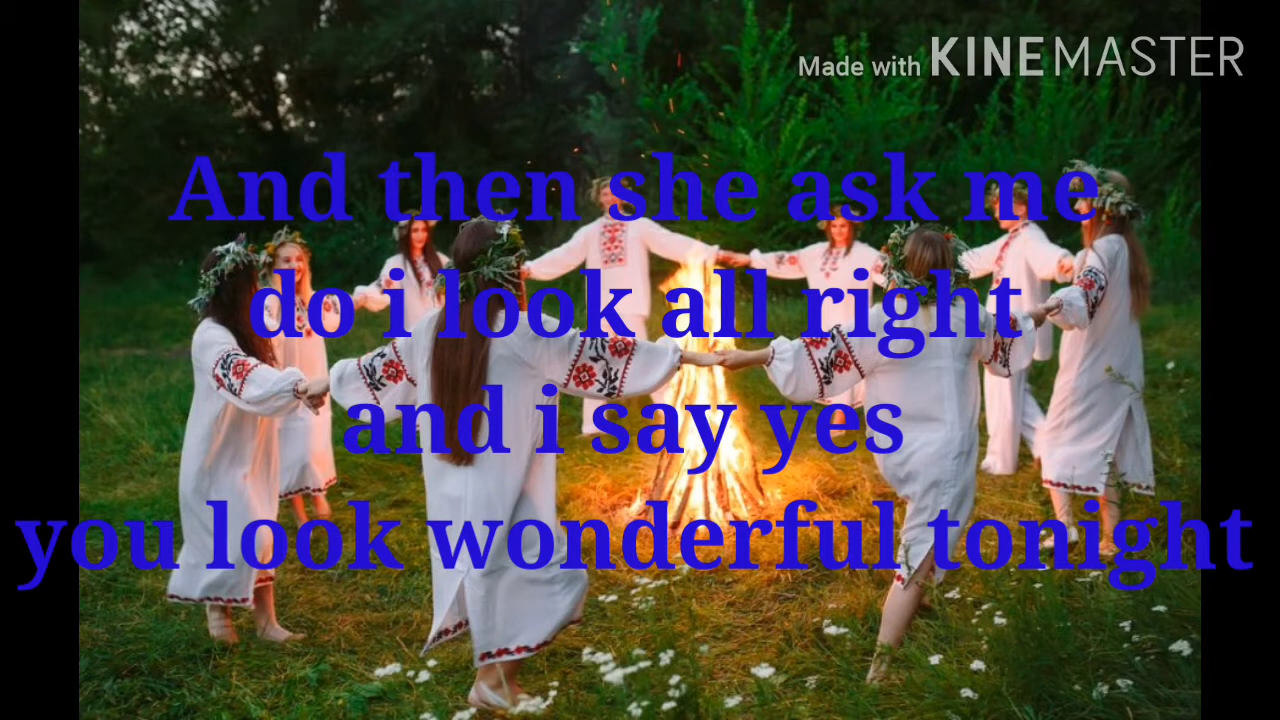 Made with KINEMASTER
And then she ask me
do i look all right
and i say yes
you look wonderful tonight